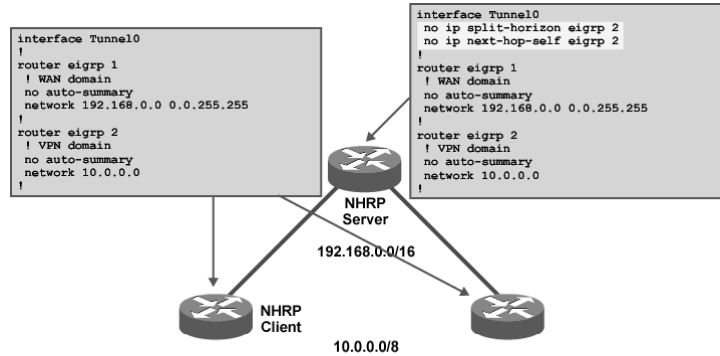 interface Tunnel0
!
router eigrp 1
! WAN domain
no auto-summary
network 192.168.0.0 0.0.255.255
!
router eigrp 2
! VPN domain
no auto-summary
network 10.0.0.0
!
interface Tunnel0
no ip split-horizon eigrp 2
no ip next-hop-self eigrp 2
!
router eigrp 1
! WAN domain
no auto-summary
network 192.168.0.0 0.0.255.255
!
router eigrp 2
! VPN domain
no auto-summary
network 10.0.0.0
!
NHRP
Server
192.168.0.0/16
NHRP
Client
10.0.0.0/8